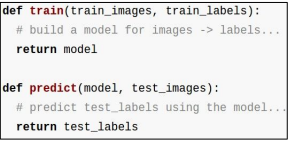 def train(train_images, train_labels):
  # build a model for images -> labels...
  return model
def predict(model, test_images):
  # predict test_labels using the model...
  return test_labels